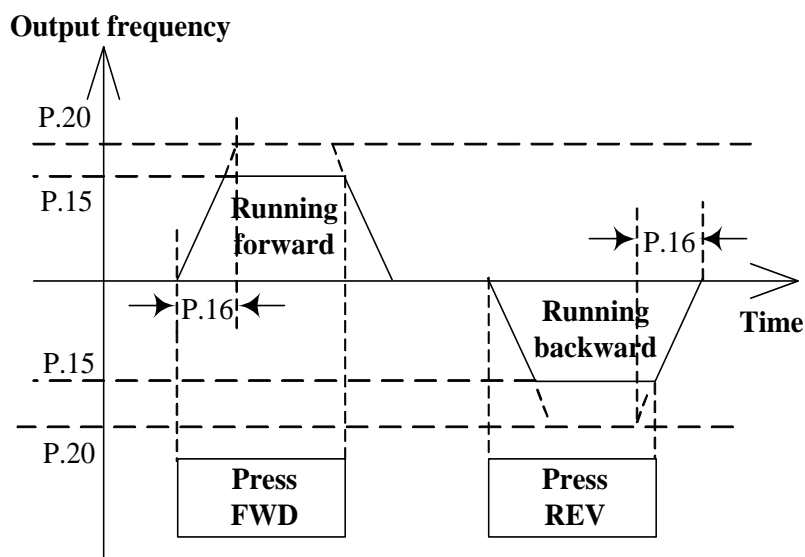 Output frequency
P.20
P.15
Running
forward
P.16
P.16
Time
Running
backward
P.15
P.20
Press
FWD
Press
REV